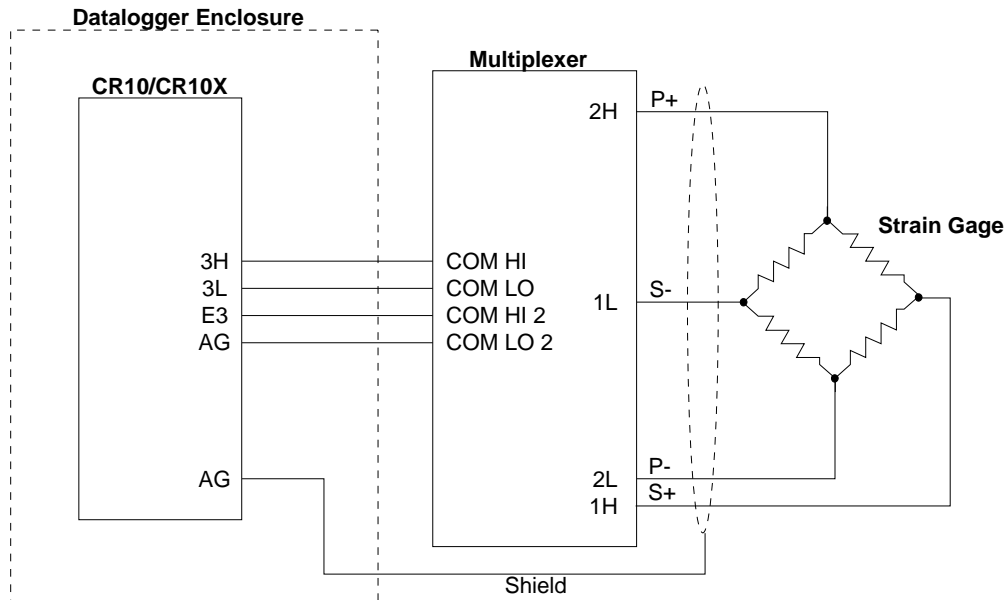 Datalogger Enclosure
CR10/CR10X
Multiplexer
2H
P+
Strain Gage
3H
COM HI
3L
COM LO
E3
COM HI 2
AG
COM LO 2
1L
S-
AG
2L
P-
1H
S+
Shield